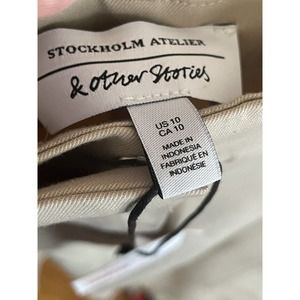 STOCKHOLM ATELIER
& Other Stories
US 10
CA 10
MADE IN
INDONESIA
FABRIQUÉ EN
INDONÉSIE